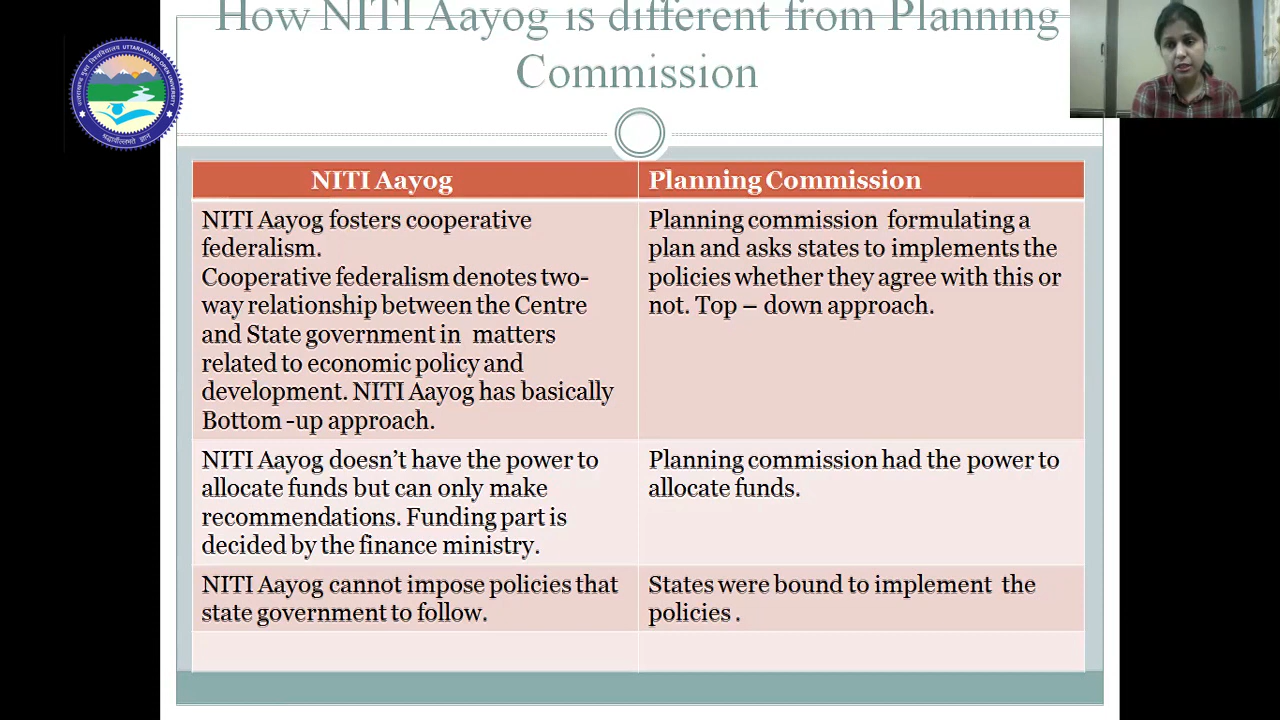 How NITI Aayog is different from Planning
Commission
UTTARAKHAND OPEN UNIVERSITY
NITI Aayog
Planning Commission
NITI Aayog fosters cooperative
federalism.
Cooperative federalism denotes two-
way relationship between the Centre
and State government in matters
related to economic policy and
development. NITI Aayog has basically
Bottom -up approach.
Planning commission formulating a
plan and asks states to implements the
policies whether they agree with this or
not. Top – down approach.
NITI Aayog doesn’t have the power to
allocate funds but can only make
recommendations. Funding part is
decided by the finance ministry.
Planning commission had the power to
allocate funds.
NITI Aayog cannot impose policies that
state government to follow.
States were bound to implement the
policies .